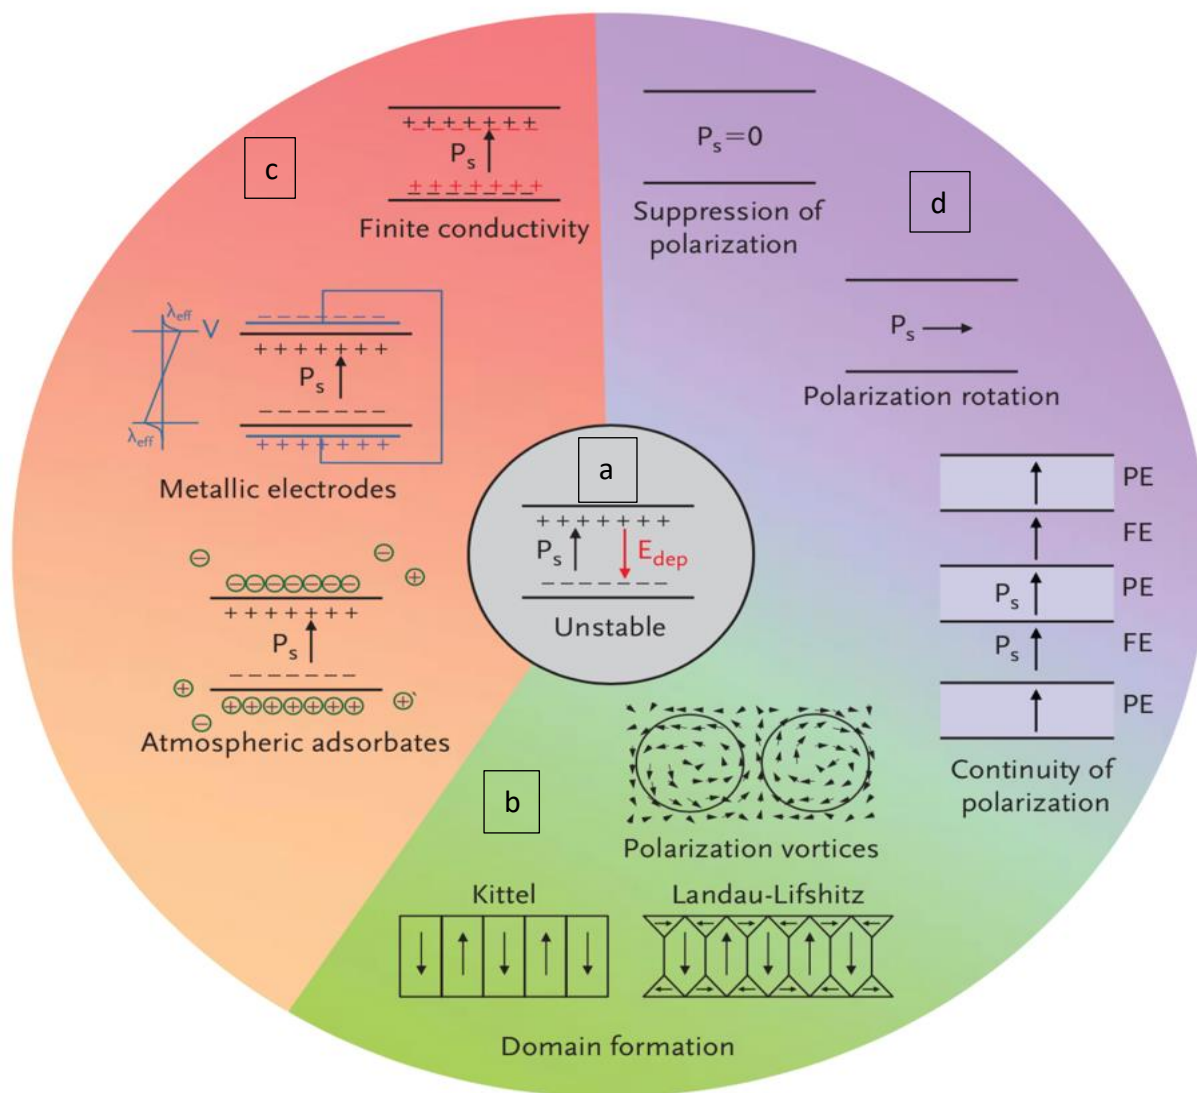 c
+ + + + + + +
− − − − − − −
Pₛ
+ + + + + + +
− − − − − − −
Finite conductivity
Pₛ=0
Suppression of
polarization
d
Pₛ
Polarization rotation
λeff
V
− − − − − − −
+ + + + + + +
Pₛ
− − − − − − −
+ + + + + + +
λeff
Metallic electrodes
a
+ + + + + + +
Pₛ
Edep
− − − − − − −
Unstable
PE
FE
Pₛ
PE
Pₛ
FE
PE
Continuity of
polarization
− −
− − − − − − −
+
+ + + + + + +
Pₛ
− − − − − − −
+ +
+ + + + + + +
−
Atmospheric adsorbates
b
Polarization vortices
Kittel
Landau-Lifshitz
Domain formation